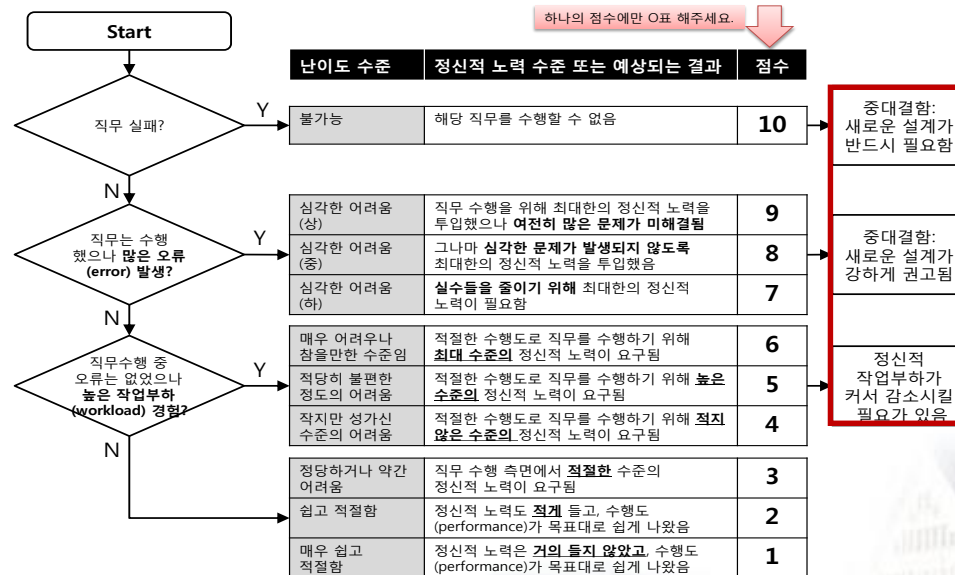 하나의 점수에만 O표 해주세요.
Start
난이도 수준
정신적 노력 수준 또는 예상되는 결과
점수
직무 실패?
Y
불가능
해당 직무를 수행할 수 없음
10
중대결함:
새로운 설계가
반드시 필요함
N
직무는 수행
했으나 많은 오류
(error) 발생?
Y
심각한 어려움
(상)
직무 수행을 위해 최대한의 정신적 노력을
투입했으나 여전히 많은 문제가 미해결됨
9
심각한 어려움
(중)
그나마 심각한 문제가 발생되지 않도록
최대한의 정신적 노력을 투입했음
8
심각한 어려움
(하)
실수들을 줄이기 위해 최대한의 정신적
노력이 필요함
7
중대결함:
새로운 설계가
강하게 권고됨
N
직무수행 중
오류는 없었으나
높은 작업부하
(workload) 경험?
Y
매우 어려우나
참을만한 수준임
적절한 수행도로 직무를 수행하기 위해
최대 수준의 정신적 노력이 요구됨
6
적당히 불편한
정도의 어려움
적절한 수행도로 직무를 수행하기 위해 높은
수준의 정신적 노력이 요구됨
5
작지만 성가신
수준의 어려움
적절한 수행도로 직무를 수행하기 위해 적지
않은 수준의 정신적 노력이 요구됨
4
정신적
작업부하가
커서 감소시킬
필요가 있음
N
정당하거나 약간
어려움
직무 수행 측면에서 적절한 수준의
정신적 노력이 요구됨
3
쉽고 적절함
정신적 노력도 적게 들고, 수행도
(performance)가 목표대로 쉽게 나왔음
2
매우 쉽고
적절함
정신적 노력은 거의 들지 않았고, 수행도
(performance)가 목표대로 쉽게 나왔음
1